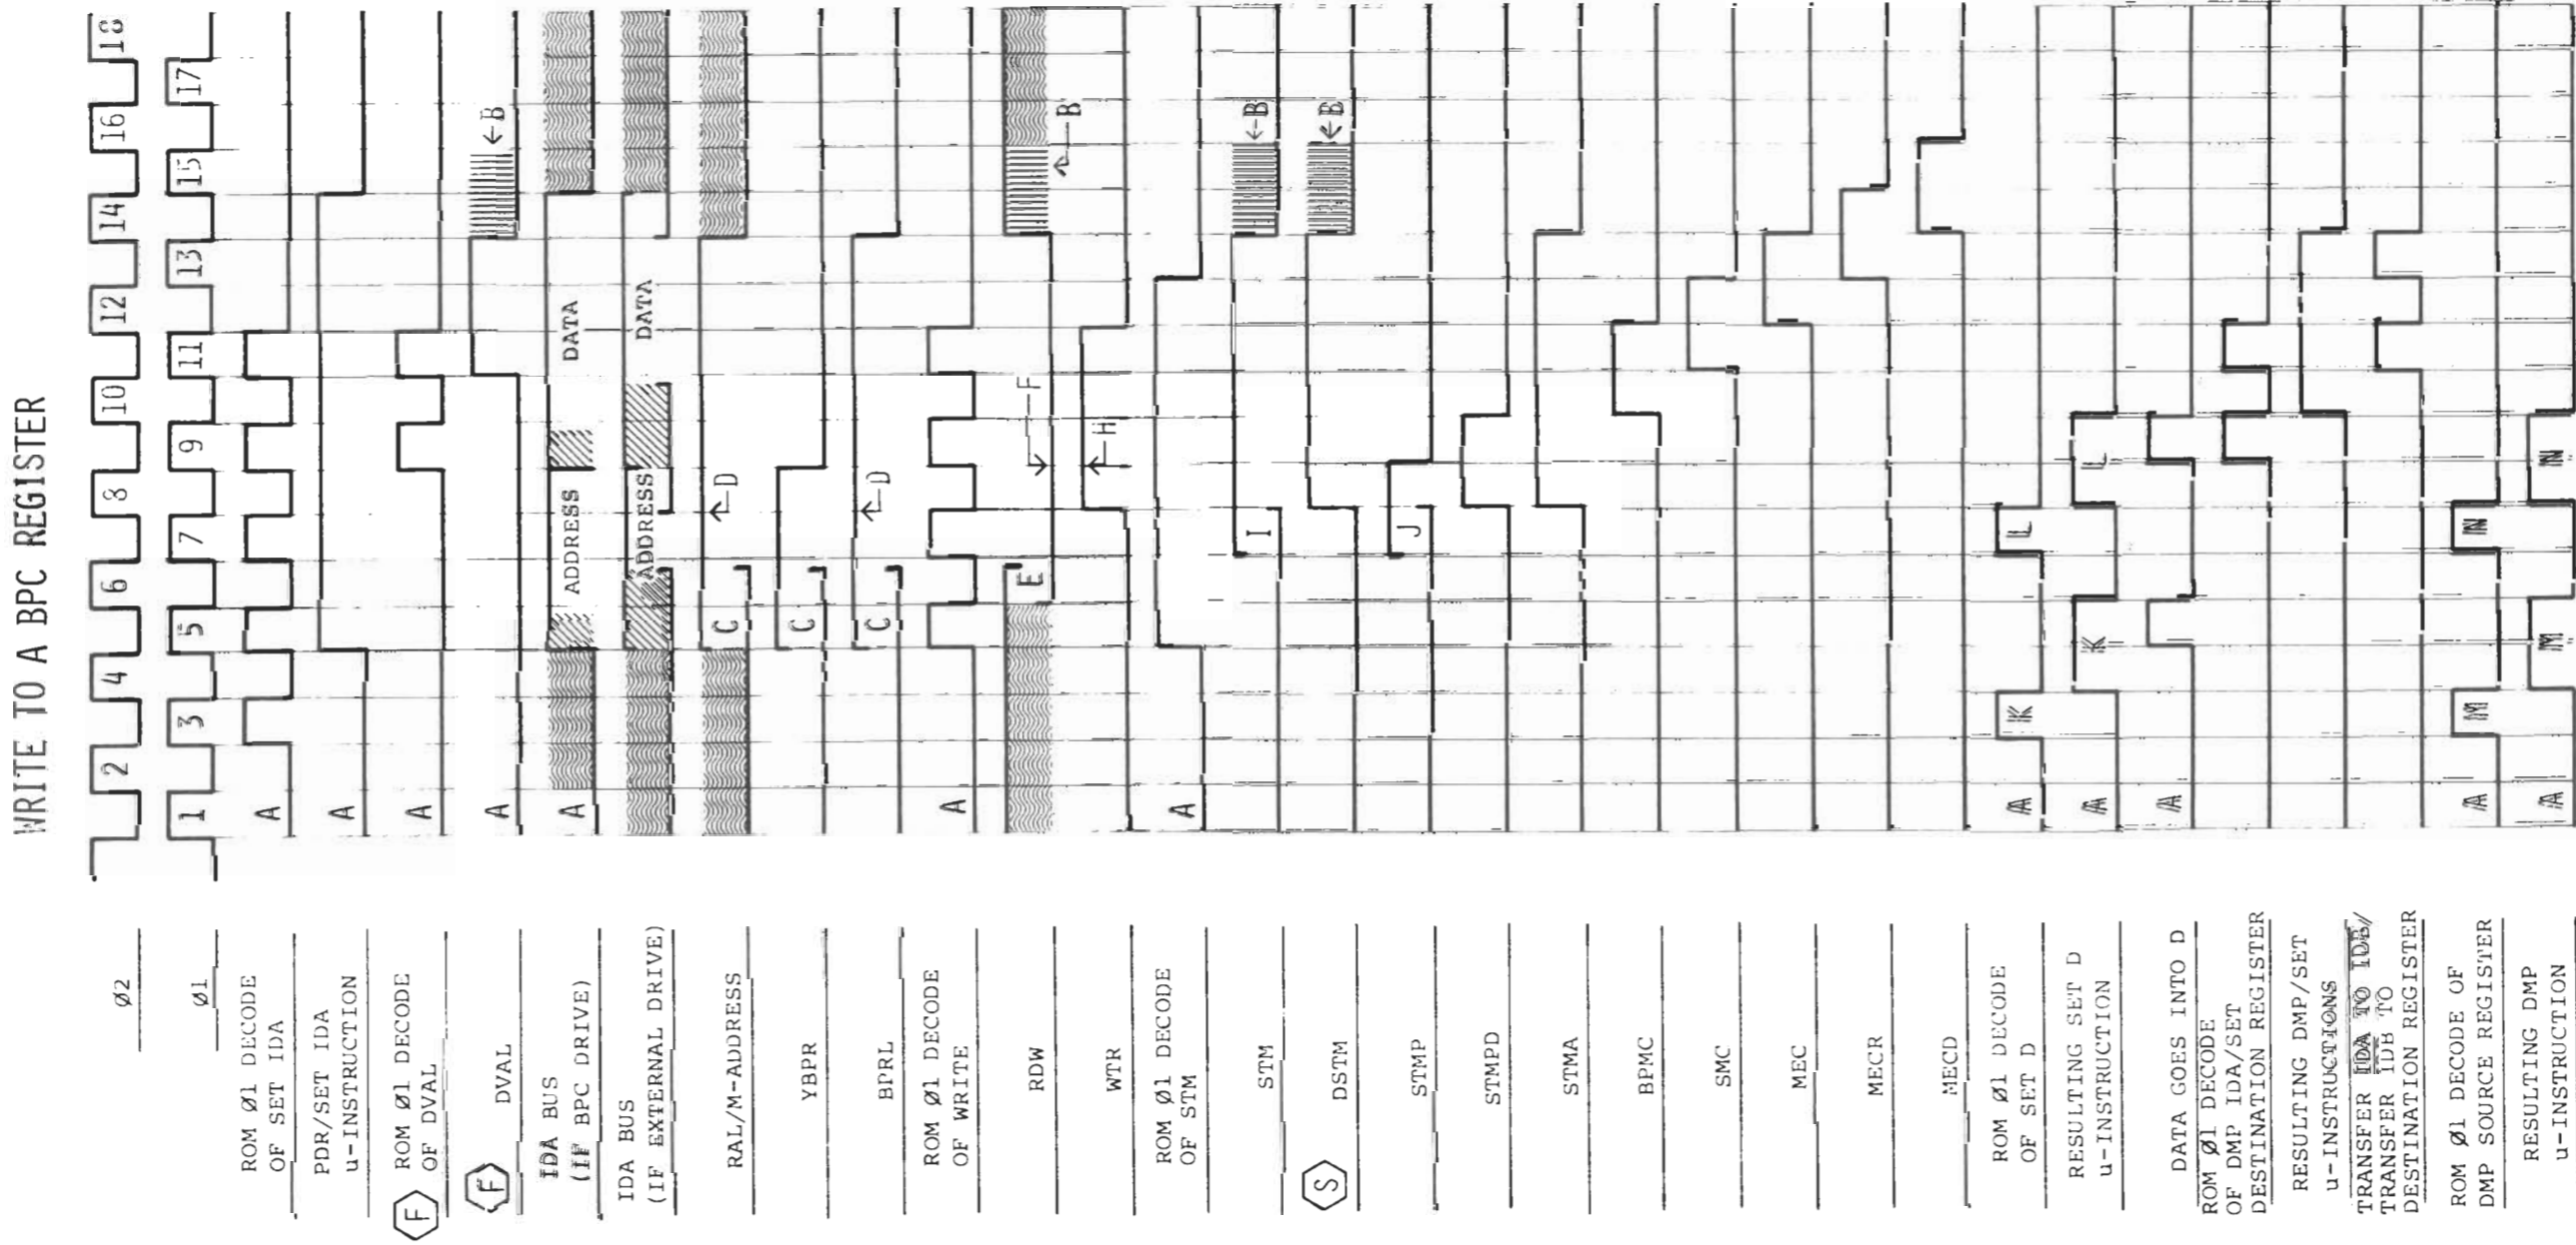 WRITE TO A BPC REGISTER
Ø2
2 4 6 8 10 12 14 16 18
Ø1
1 3 5 7 9 11 13 15 17
ROM Ø1 DECODE
OF SET IDA
A
PDR/SET IDA
u-INSTRUCTION
A
F
ROM Ø1 DECODE
OF DVAL
A
F
DVAL
A
←B
IDA BUS
(IF BPC DRIVE)
A
ADDRESS
DATA
IDA BUS
(IF EXTERNAL DRIVE)
ADDRESS
DATA
RAL/M-ADDRESS
C
D
YBPR
C
BPRL
C
D
ROM Ø1 DECODE
OF WRITE
A
RDW
E
F
B
WTR
H
ROM Ø1 DECODE
OF STM
A
STM
I
←B
S
DSTM
←B
STMP
J
STMPD
STMA
BPMC
SMC
MEC
MECR
MECD
ROM Ø1 DECODE
OF SET D
A
K
L
RESULTING SET D
u-INSTRUCTION
A
K
L
DATA GOES INTO D
A
ROM Ø1 DECODE
OF DMP IDA/SET
DESTINATION REGISTER
RESULTING DMP/SET
u-INSTRUCTIONS
TRANSFER IDA TO IDB/
TRANSFER IDB TO
DESTINATION REGISTER
ROM Ø1 DECODE OF
DMP SOURCE REGISTER
A
M
N
RESULTING DMP
u-INSTRUCTION
A
M
N